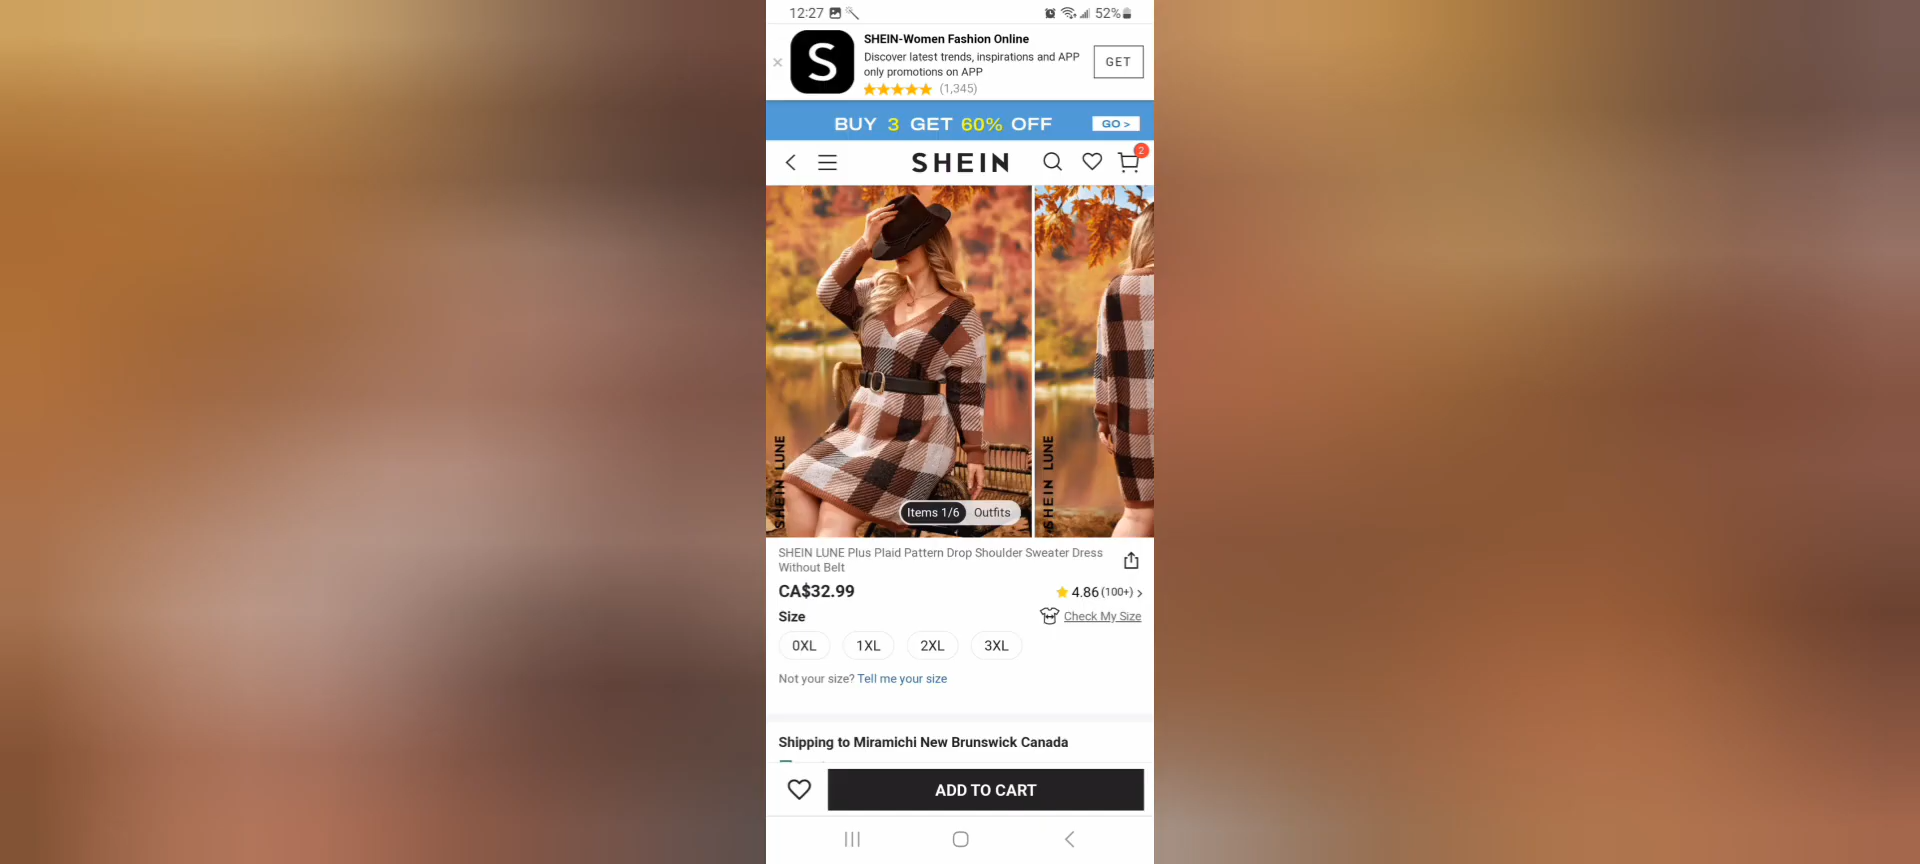 12:27
52%
SHEIN-Women Fashion Online
Discover latest trends, inspirations and APP
only promotions on APP
(1,345)
GET
BUY 3 GET 60% OFF
GO >
SHEIN
2
SHEIN LUNE
SHEIN LUNE
Items 1/6
Outfits
SHEIN LUNE Plus Plaid Pattern Drop Shoulder Sweater Dress
Without Belt
CA$32.99
4.86(100+) >
Size
Check My Size
0XL 1XL 2XL 3XL
Not your size? Tell me your size
Shipping to Miramichi New Brunswick Canada
ADD TO CART